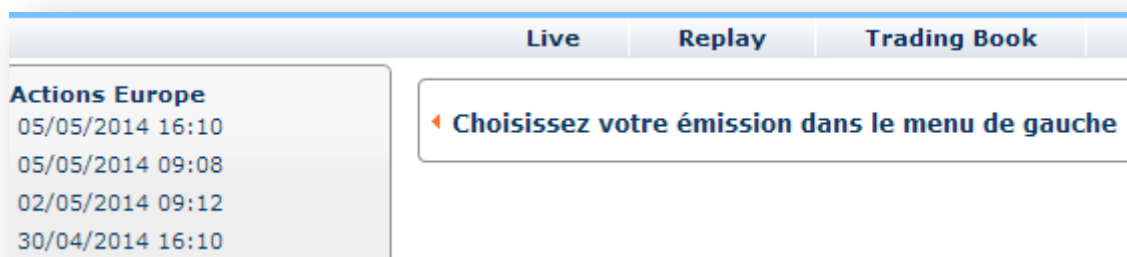 Live Replay Trading Book
Actions Europe
05/05/2014 16:10
05/05/2014 09:08
02/05/2014 09:12
30/04/2014 16:10
Choisissez votre émission dans le menu de gauche